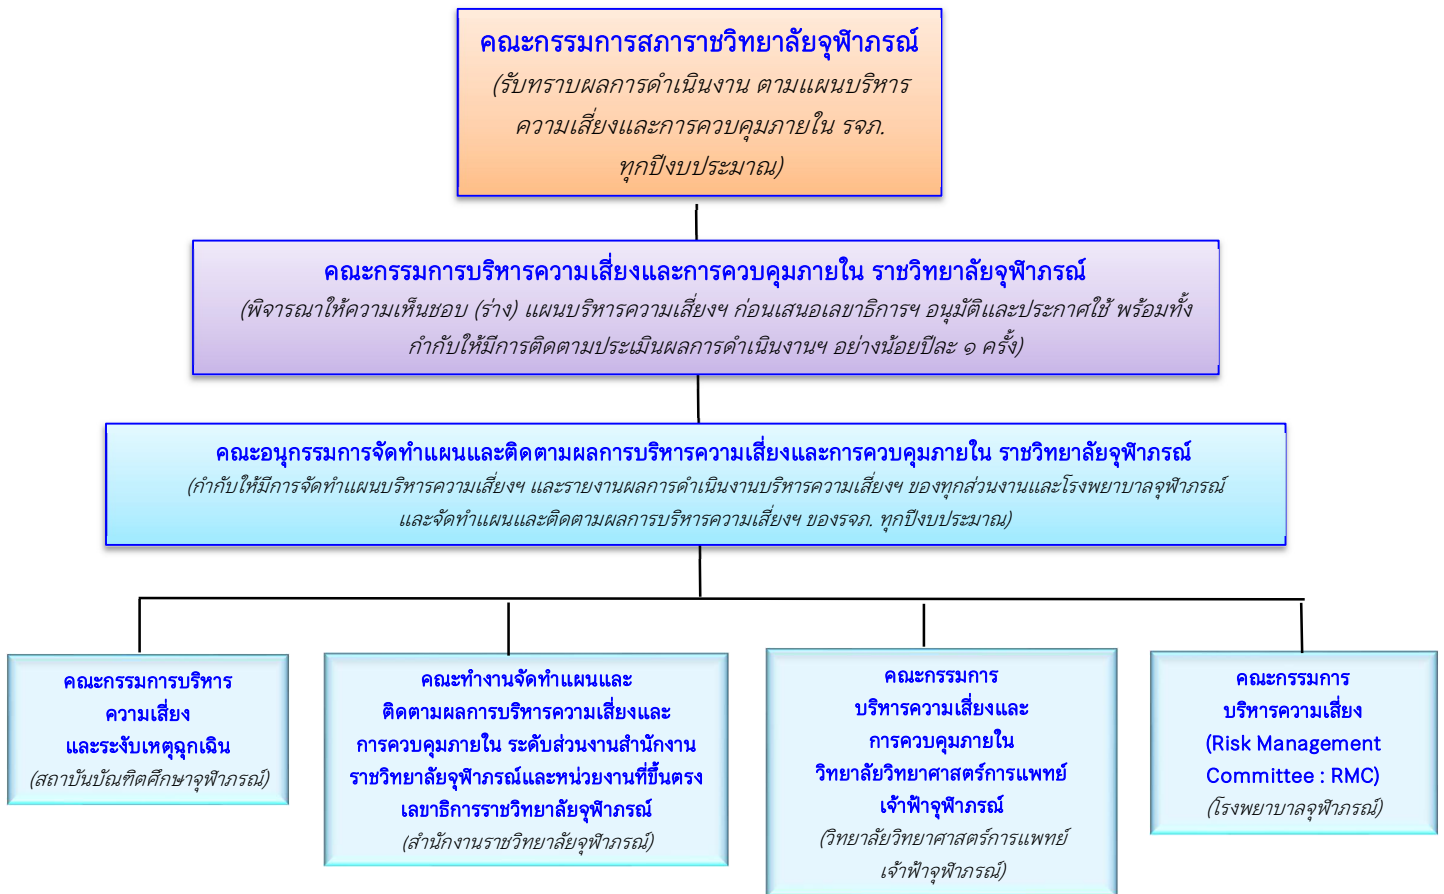 คณะกรรมการสภาราชวิทยาลัยจุฬาภรณ์
(รับทราบผลการดำเนินงาน ตามแผนบริหาร
ความเสี่ยงและการควบคุมภายใน รจภ.
ทุกปีงบประมาณ)
คณะกรรมการบริหารความเสี่ยงและการควบคุมภายใน ราชวิทยาลัยจุฬาภรณ์
(พิจารณาให้ความเห็นชอบ (ร่าง) แผนบริหารความเสี่ยงฯ ก่อนเสนอเลขาธิการฯ อนุมัติและประกาศใช้ พร้อมทั้ง
กำกับให้มีการติดตามประเมินผลการดำเนินงานฯ อย่างน้อยปีละ ๑ ครั้ง)
คณะอนุกรรมการจัดทำแผนและติดตามผลการบริหารความเสี่ยงและการควบคุมภายใน ราชวิทยาลัยจุฬาภรณ์
(กำกับให้มีการจัดทำแผนบริหารความเสี่ยงฯ และรายงานผลการดำเนินงานบริหารความเสี่ยงฯ ของทุกส่วนงานและโรงพยาบาลจุฬาภรณ์
และจัดทำแผนและติดตามผลการบริหารความเสี่ยงฯ ของรจภ. ทุกปีงบประมาณ)
คณะกรรมการบริหาร
ความเสี่ยง
และระงับเหตุฉุกเฉิน
(สถาบันบัณฑิตศึกษาจุฬาภรณ์)
คณะทำงานจัดทำแผนและ
ติดตามผลการบริหารความเสี่ยงและ
การควบคุมภายใน ระดับส่วนงานสำนักงาน
ราชวิทยาลัยจุฬาภรณ์และหน่วยงานที่ขึ้นตรง
เลขาธิการราชวิทยาลัยจุฬาภรณ์
(สำนักงานราชวิทยาลัยจุฬาภรณ์)
คณะกรรมการ
บริหารความเสี่ยงและ
การควบคุมภายใน
วิทยาลัยวิทยาศาสตร์การแพทย์
เจ้าฟ้าจุฬาภรณ์
(วิทยาลัยวิทยาศาสตร์การแพทย์
เจ้าฟ้าจุฬาภรณ์)
คณะกรรมการ
บริหารความเสี่ยง
(Risk Management
Committee : RMC)
(โรงพยาบาลจุฬาภรณ์)